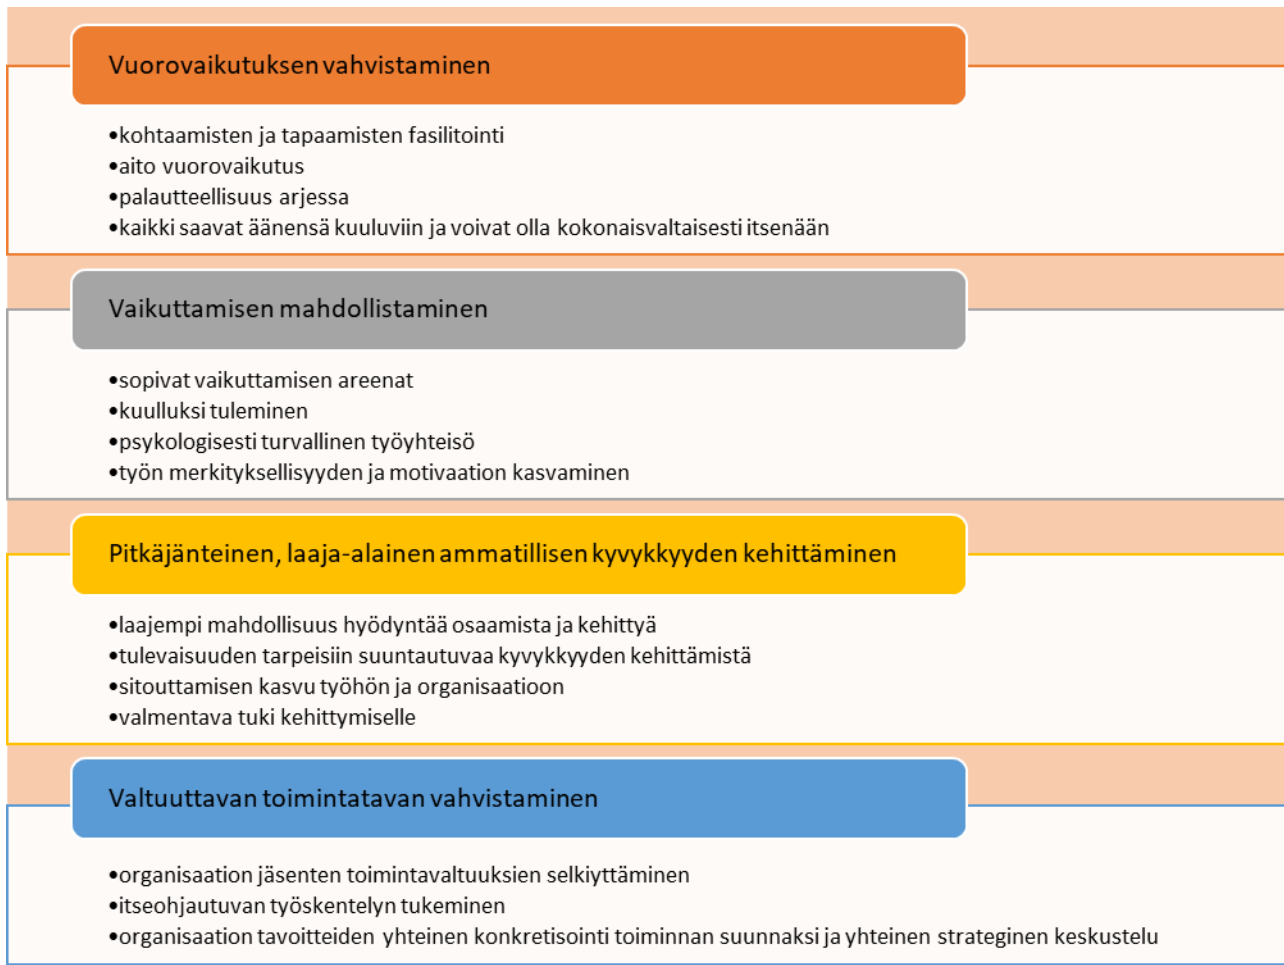 Vuorovaikutuksen vahvistaminen
•kohtaamisten ja tapaamisten fasilitointi
•aito vuorovaikutus
•palautteellisuus arjessa
•kaikki saavat äänensä kuuluviin ja voivat olla kokonaisvaltaisesti itsenään
Vaikuttamisen mahdollistaminen
•sopivat vaikuttamisen areenat
•kuulluksi tuleminen
•psykologisesti turvallinen työyhteisö
•työn merkityksellisyyden ja motivaation kasvaminen
Pitkäjänteinen, laaja-alainen ammatillisen kyvykkyyden kehittäminen
•laajempi mahdollisuus hyödyntää osaamista ja kehittyä
•tulevaisuuden tarpeisiin suuntautuvaa kyvykkyyden kehittämistä
•sitouttamisen kasvu työhön ja organisaatioon
•valmentava tuki kehittymiselle
Valtuuttavan toimintatavan vahvistaminen
•organisaation jäsenten toimintavaltuuksien selkiyttäminen
•itseohjautuvan työskentelyn tukeminen
•organisaation tavoitteiden yhteinen konkretisointi toiminnan suunnaksi ja yhteinen strateginen keskustelu